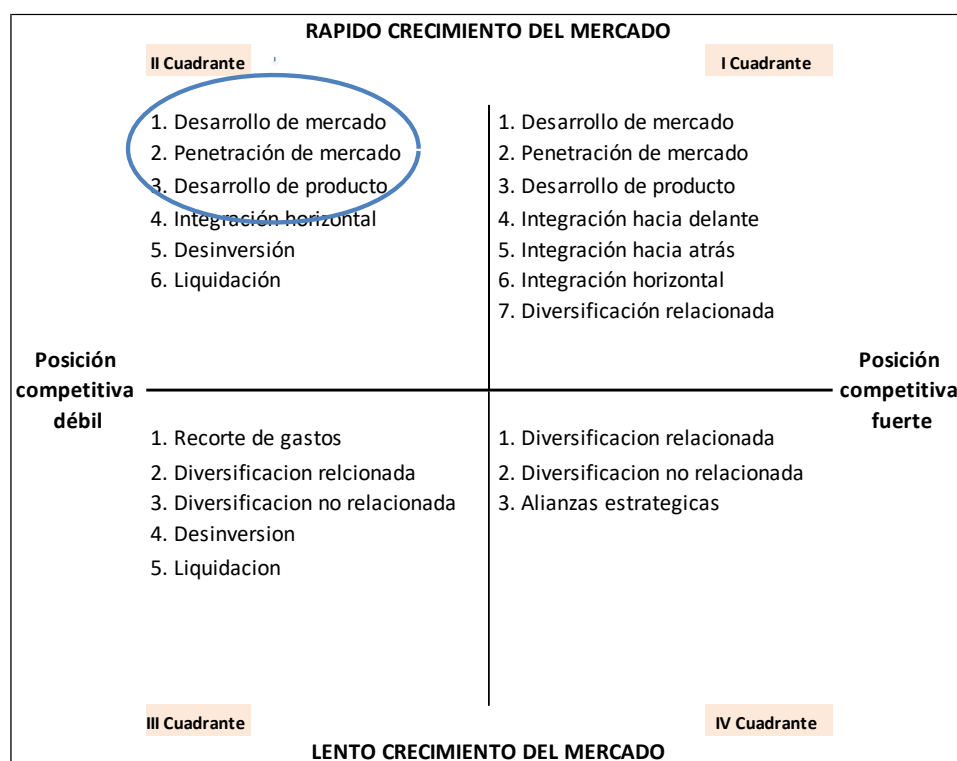 RAPIDO CRECIMIENTO DEL MERCADO
II Cuadrante
I Cuadrante
1. Desarrollo de mercado
2. Penetración de mercado
3. Desarrollo de producto
4. Integración horizontal
5. Desinversión
6. Liquidación
1. Desarrollo de mercado
2. Penetración de mercado
3. Desarrollo de producto
4. Integración hacia delante
5. Integración hacia atrás
6. Integración horizontal
7. Diversificación relacionada
Posición
competitiva
débil
Posición
competitiva
fuerte
1. Recorte de gastos
2. Diversificacion relcionada
3. Diversificacion no relacionada
4. Desinversion
5. Liquidacion
1. Diversificacion relacionada
2. Diversificacion no relacionada
3. Alianzas estrategicas
III Cuadrante
IV Cuadrante
LENTO CRECIMIENTO DEL MERCADO